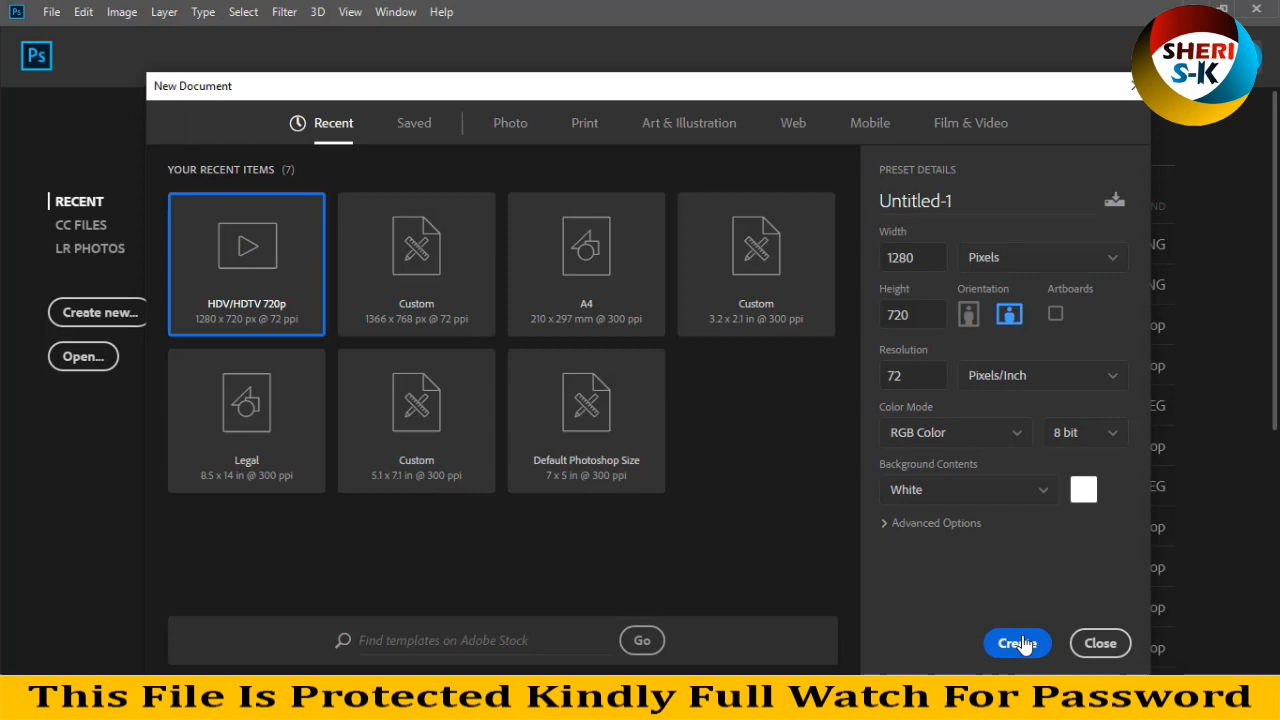 Ps File Edit Image Layer Type Select Filter 3D View Window Help
SHERI
S-K
Ps
New Document
Recent Saved Photo Print Art & Illustration Web Mobile Film & Video
YOUR RECENT ITEMS (7)
HDV/HDTV 720p
1280 x 720 px @ 72 ppi
Custom
1366 x 768 px @ 72 ppi
A4
210 x 297 mm @ 300 ppi
Custom
3.2 x 2.1 in @ 300 ppi
Legal
8.5 x 14 in @ 300 ppi
Custom
5.1 x 7.1 in @ 300 ppi
Default Photoshop Size
7 x 5 in @ 300 ppi
Find templates on Adobe Stock Go
RECENT
CC FILES
LR PHOTOS
Create new...
Open...
PRESET DETAILS
Untitled-1
Width
1280 Pixels
Height Orientation Artboards
720
Resolution
72 Pixels/Inch
Color Mode
RGB Color 8 bit
Background Contents
White
Advanced Options
Create Close
This File Is Protected Kindly Full Watch For Password